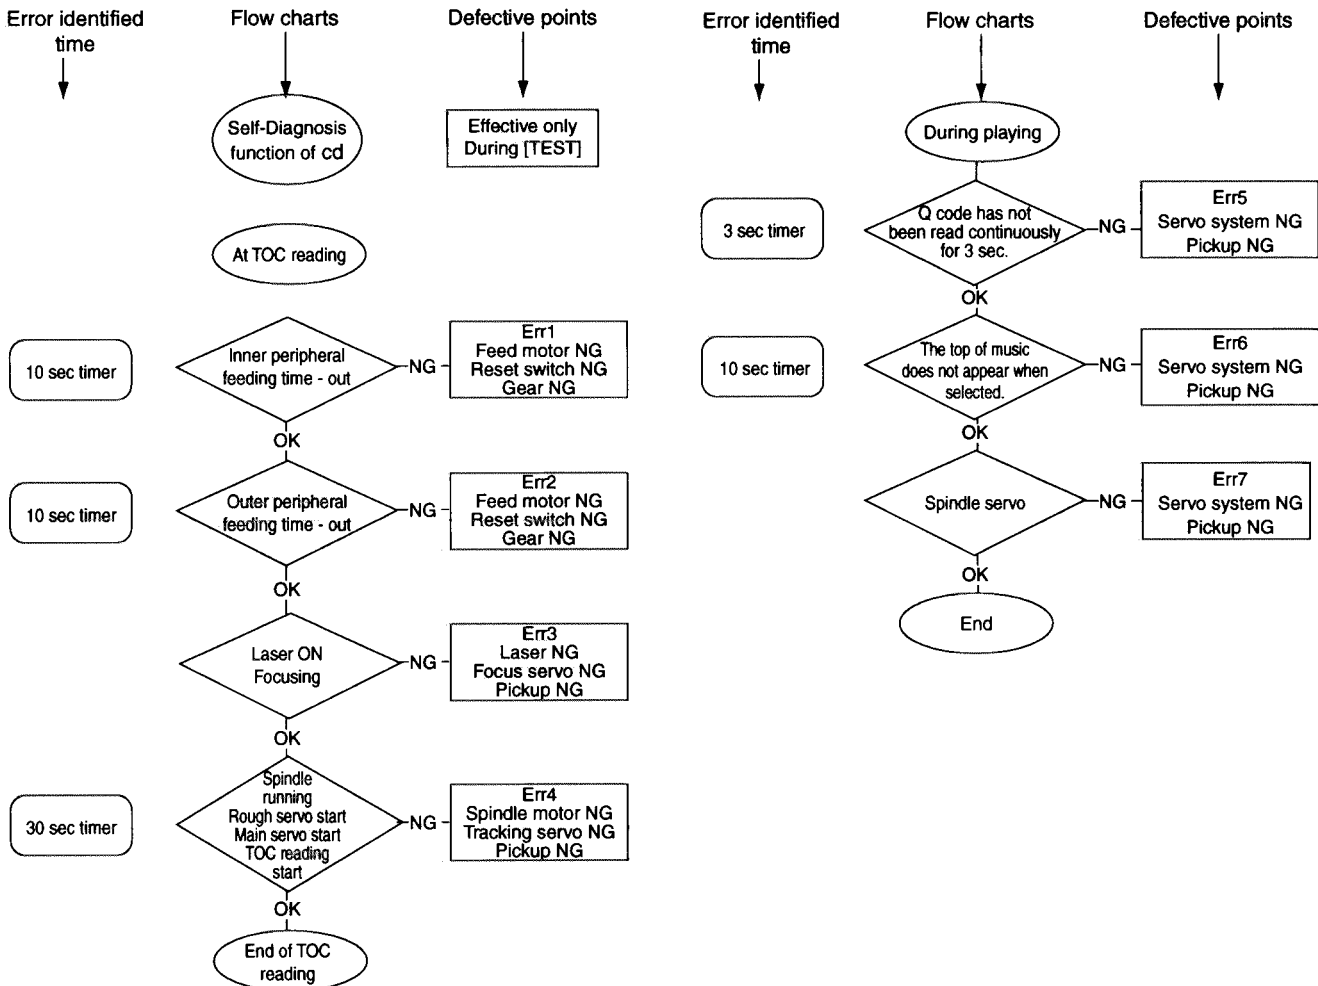 Error identified
time
Flow charts
Defective points
Self-Diagnosis
function of cd
Effective only
During [TEST]
At TOC reading
10 sec timer
Inner peripheral
feeding time - out
NG
Err1
Feed motor NG
Reset switch NG
Gear NG
OK
10 sec timer
Outer peripheral
feeding time - out
NG
Err2
Feed motor NG
Reset switch NG
Gear NG
OK
Laser ON
Focusing
NG
Err3
Laser NG
Focus servo NG
Pickup NG
OK
30 sec timer
Spindle
running
Rough servo start
Main servo start
TOC reading
start
NG
Err4
Spindle motor NG
Tracking servo NG
Pickup NG
OK
End of TOC
reading
Error identified
time
Flow charts
Defective points
During playing
3 sec timer
Q code has not
been read continuously
for 3 sec.
NG
Err5
Servo system NG
Pickup NG
OK
10 sec timer
The top of music
does not appear when
selected.
NG
Err6
Servo system NG
Pickup NG
OK
Spindle servo
NG
Err7
Servo system NG
Pickup NG
OK
End